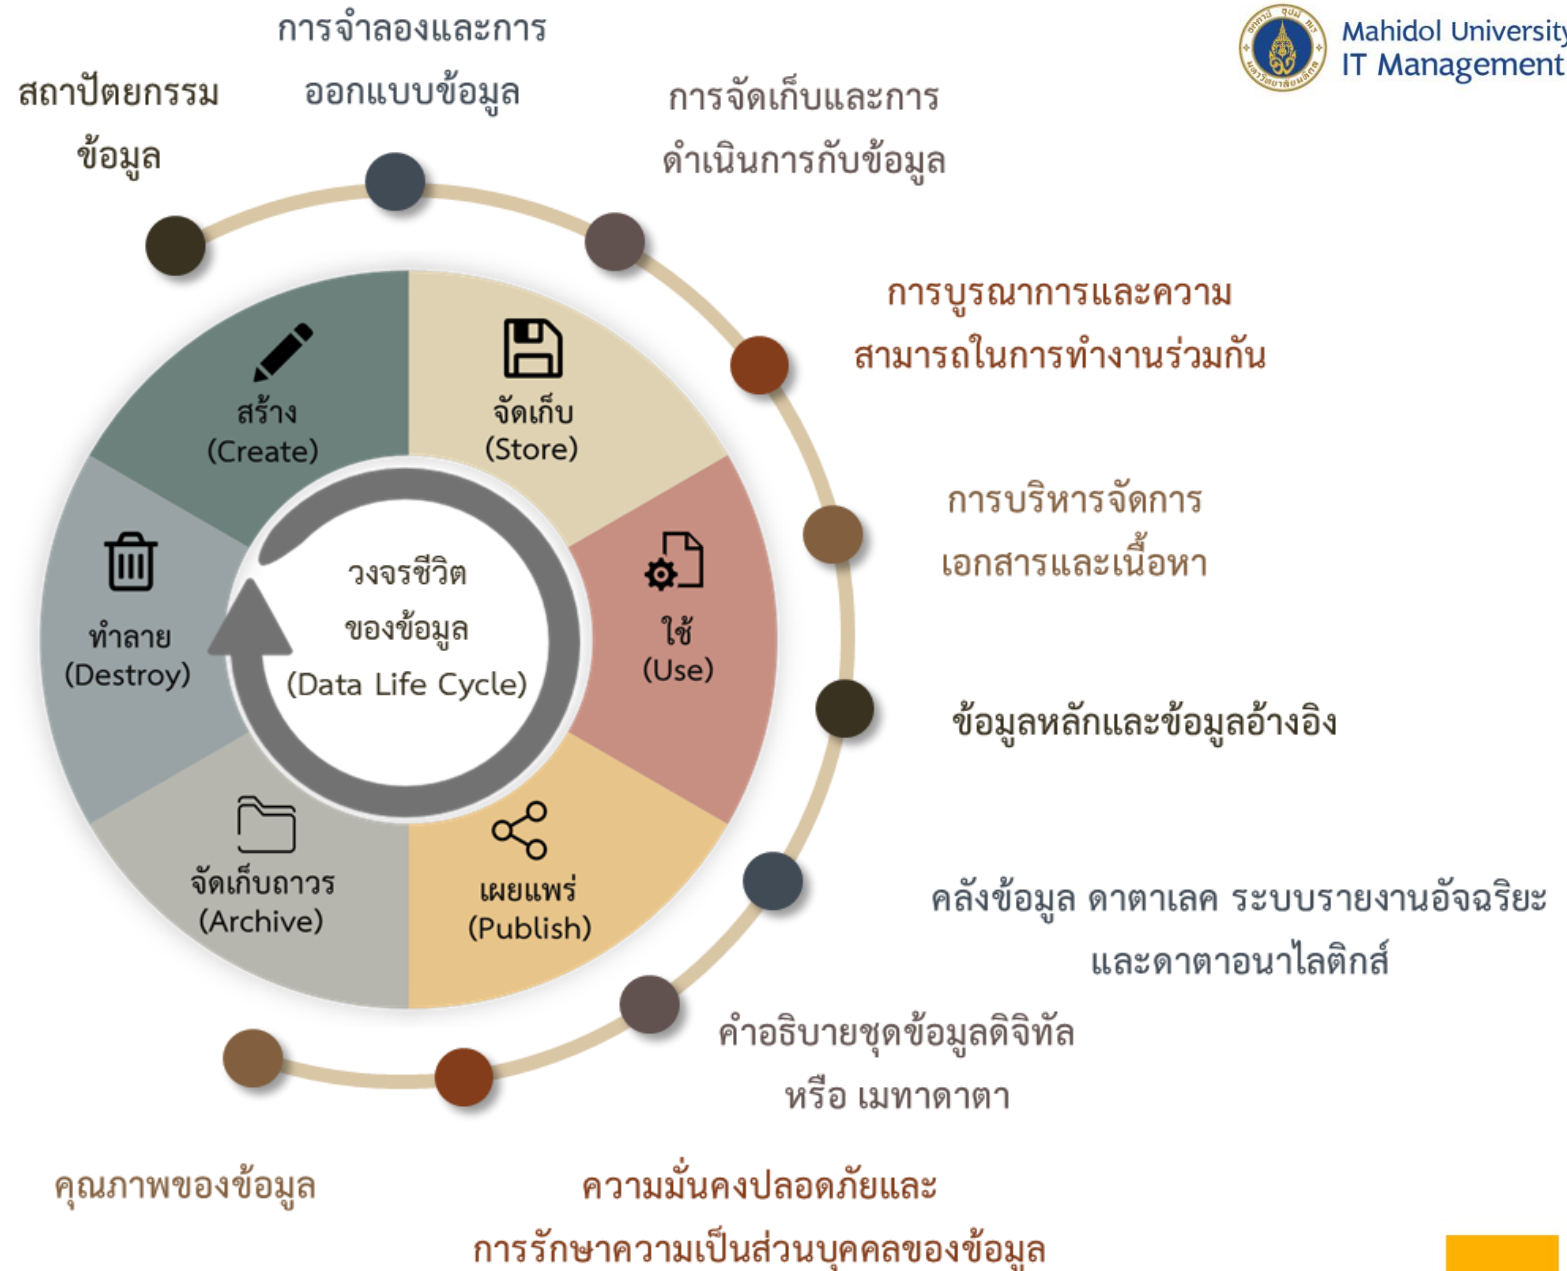 การจำลองและการ
ออกแบบข้อมูล
สถาปัตยกรรม
ข้อมูล
การจัดเก็บและการ
ดำเนินการกับข้อมูล
Mahidol University
IT Management
การบูรณาการและความ
สามารถในการทำงานร่วมกัน
การบริหารจัดการ
เอกสารและเนื้อหา
ข้อมูลหลักและข้อมูลอ้างอิง
คลังข้อมูล ดาตาเลค ระบบรายงานอัจฉริยะ
และดาตาอนาไลติกส์
คำอธิบายชุดข้อมูลดิจิทัล
หรือ เมทาดาตา
ความมั่นคงปลอดภัยและ
การรักษาความเป็นส่วนบุคคลของข้อมูล
คุณภาพของข้อมูล
สร้าง
(Create)
จัดเก็บ
(Store)
ใช้
(Use)
เผยแพร่
(Publish)
จัดเก็บถาวร
(Archive)
ทำลาย
(Destroy)
วงจรชีวิต
ของข้อมูล
(Data Life Cycle)